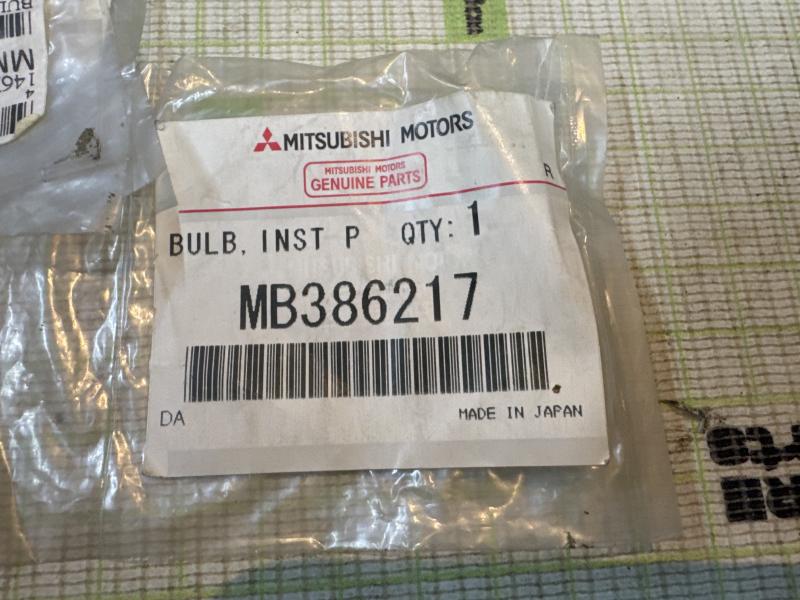 MITSUBISHI MOTORS
MITSUBISHI MOTORS
GENUINE PARTS
R
BULB, INST P QTY: 1
MB386217
DA MADE IN JAPAN